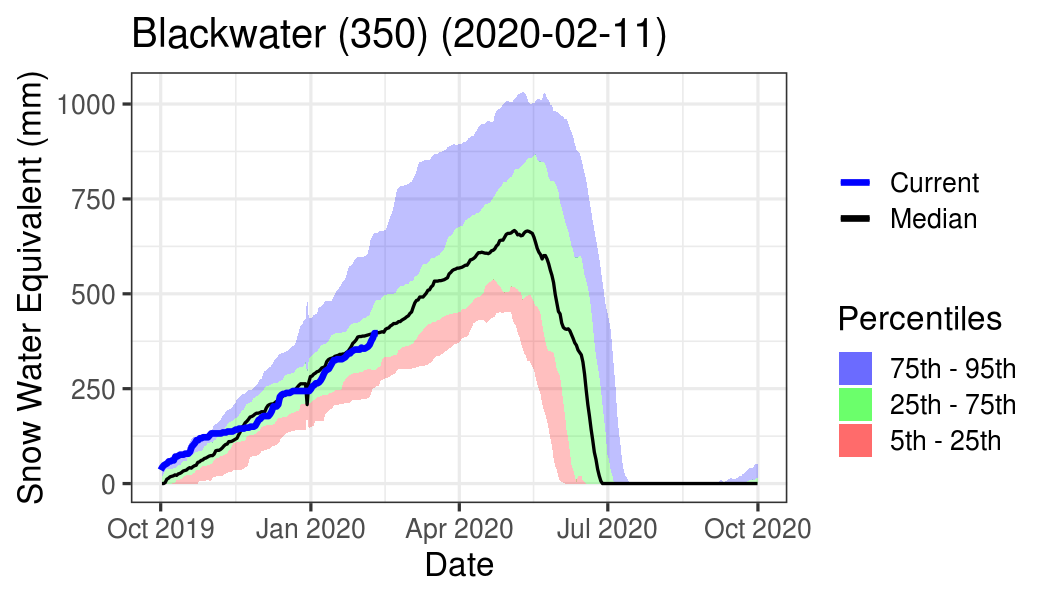 Blackwater (350) (2020-02-11)
Snow Water Equivalent (mm)
1000
750
500
250
0
Oct 2019 Jan 2020 Apr 2020 Jul 2020 Oct 2020
Date
Current
Median
Percentiles
75th - 95th
25th - 75th
5th - 25th